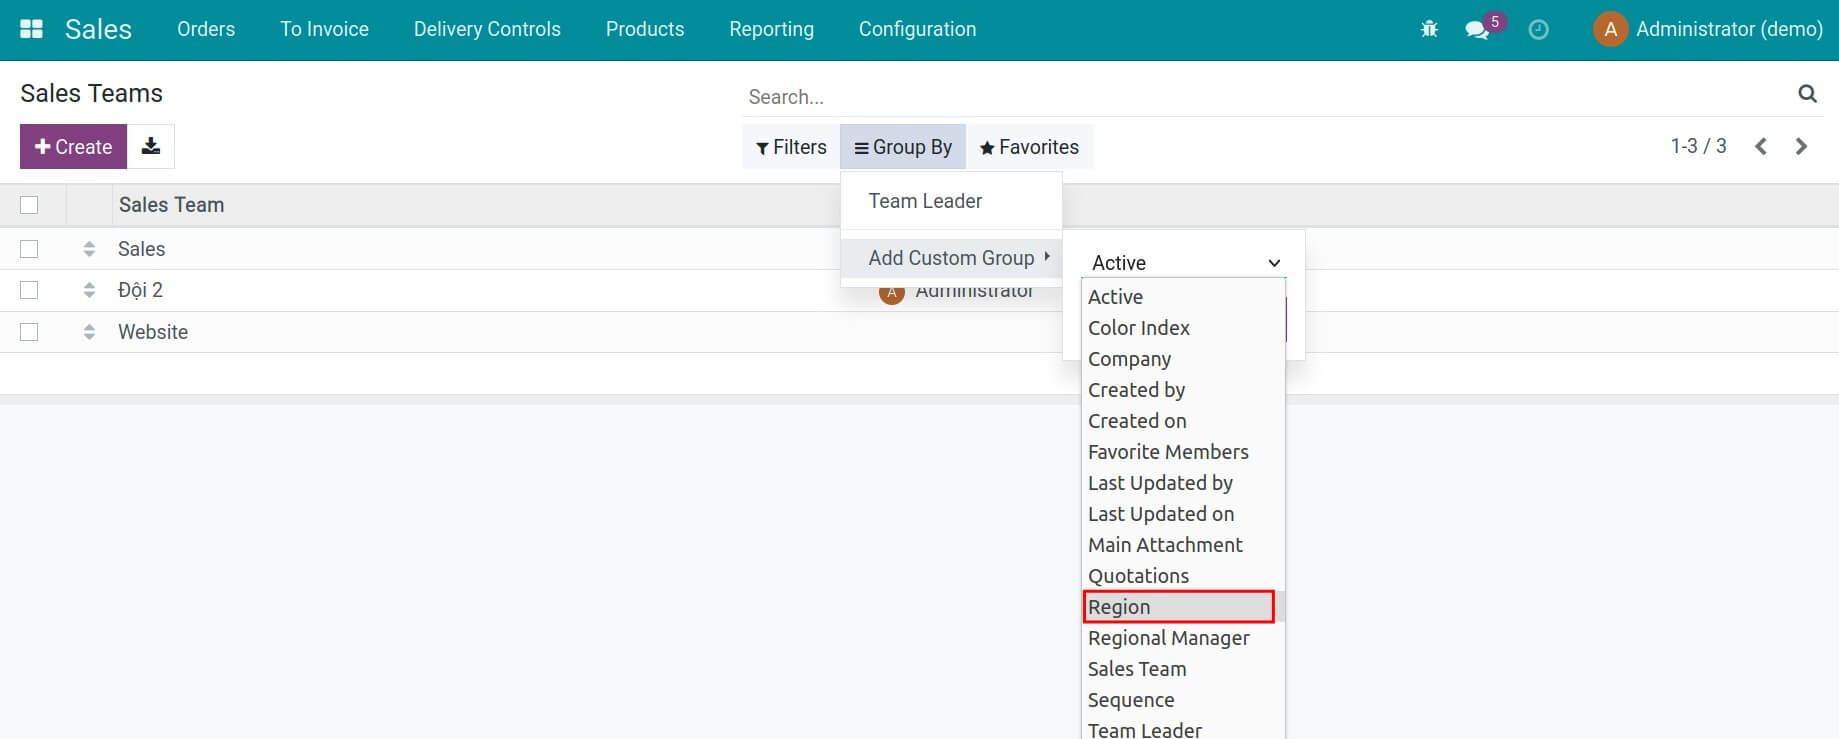 Sales Orders To Invoice Delivery Controls Products Reporting Configuration 5 A Administrator (demo)
Sales Teams
Search...
Create Filters Group By Favorites 1-3 / 3
Team Leader
Sales Team
Sales
Add Custom Group
Active
Đội 2
A Administrator
Website
Active
Color Index
Company
Created by
Created on
Favorite Members
Last Updated by
Last Updated on
Main Attachment
Quotations
Region
Regional Manager
Sales Team
Sequence
Team Leader